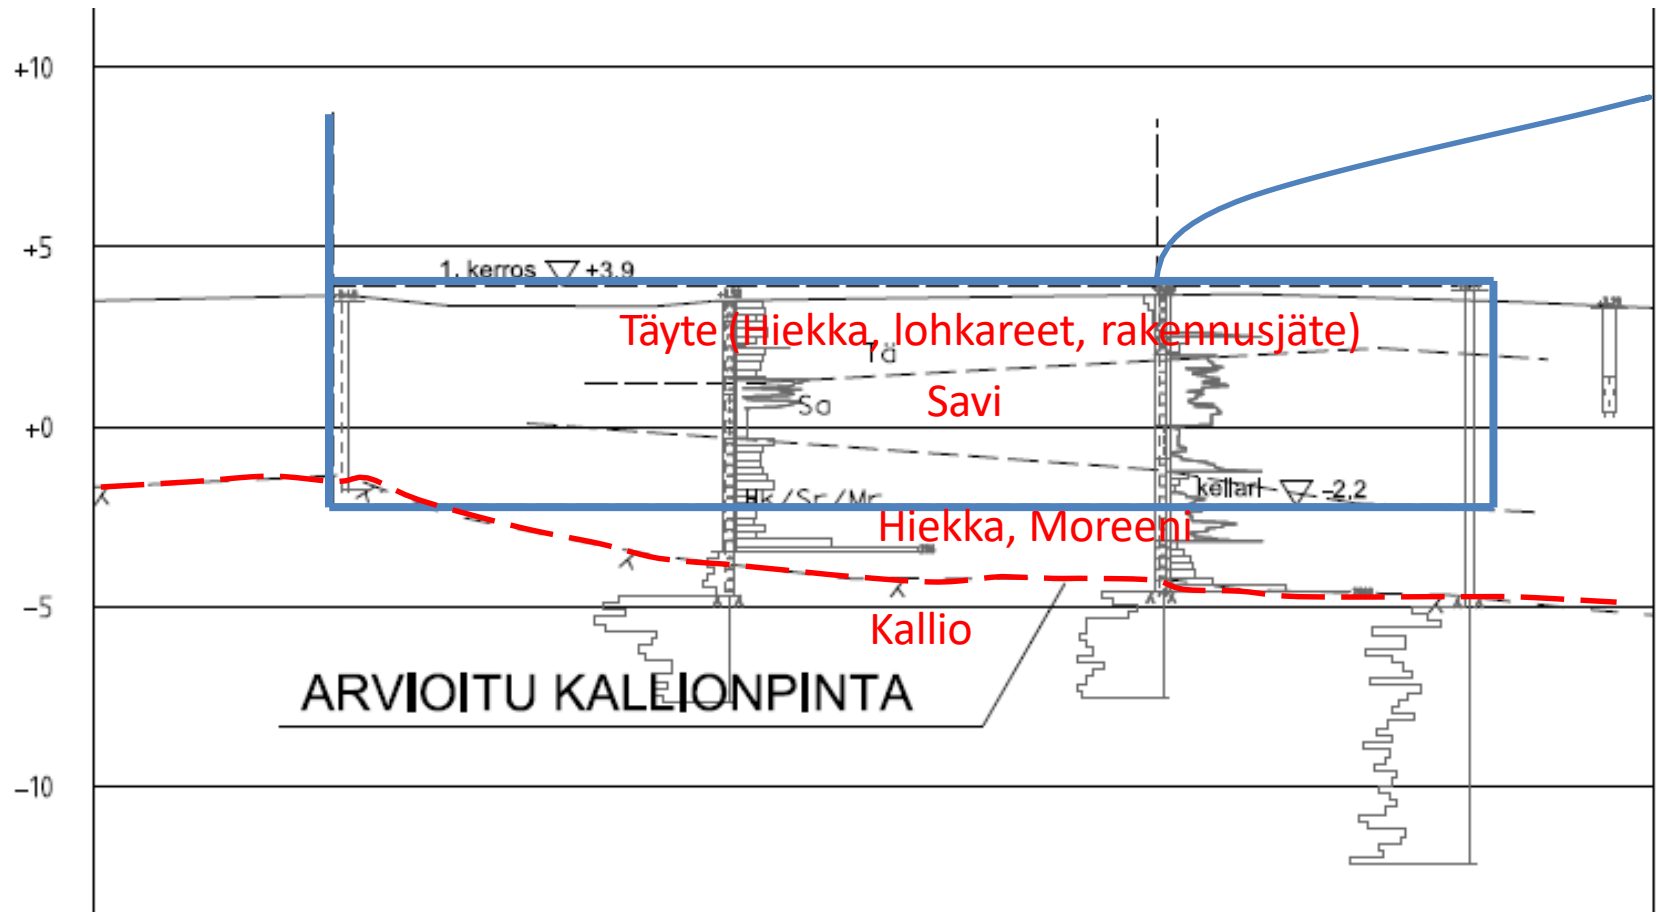 +10
+5
1. kerros +3.9
Täyte (Hiekka, lohkareet, rakennusjäte)
Tä
Savi
Sa
+0
kellari -2.2
Hk/Sr/Mr
Hiekka, Moreeni
-5
Kallio
ARVIOITU KALLIONPINTA
-10